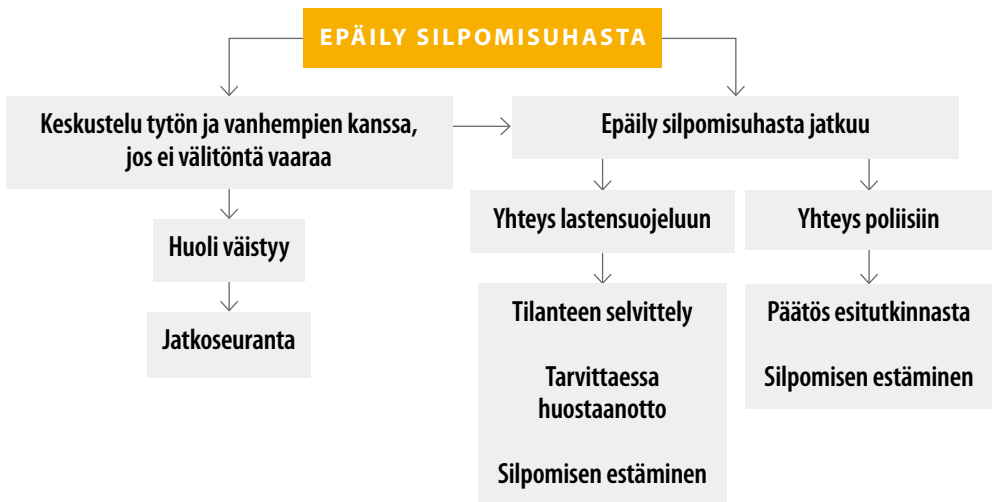 EPÄILY SILPOMISUHASTA
Keskustelu tytön ja vanhempien kanssa,
jos ei välitöntä vaaraa
Epäily silpomisuhasta jatkuu
Huoli väistyy
Jatkoseuranta
Yhteys lastensuojeluun
Tilanteen selvittely
Tarvittaessa
huostaanotto
Silpomisen estäminen
Yhteys poliisiin
Päätös esitutkinnasta
Silpomisen estäminen